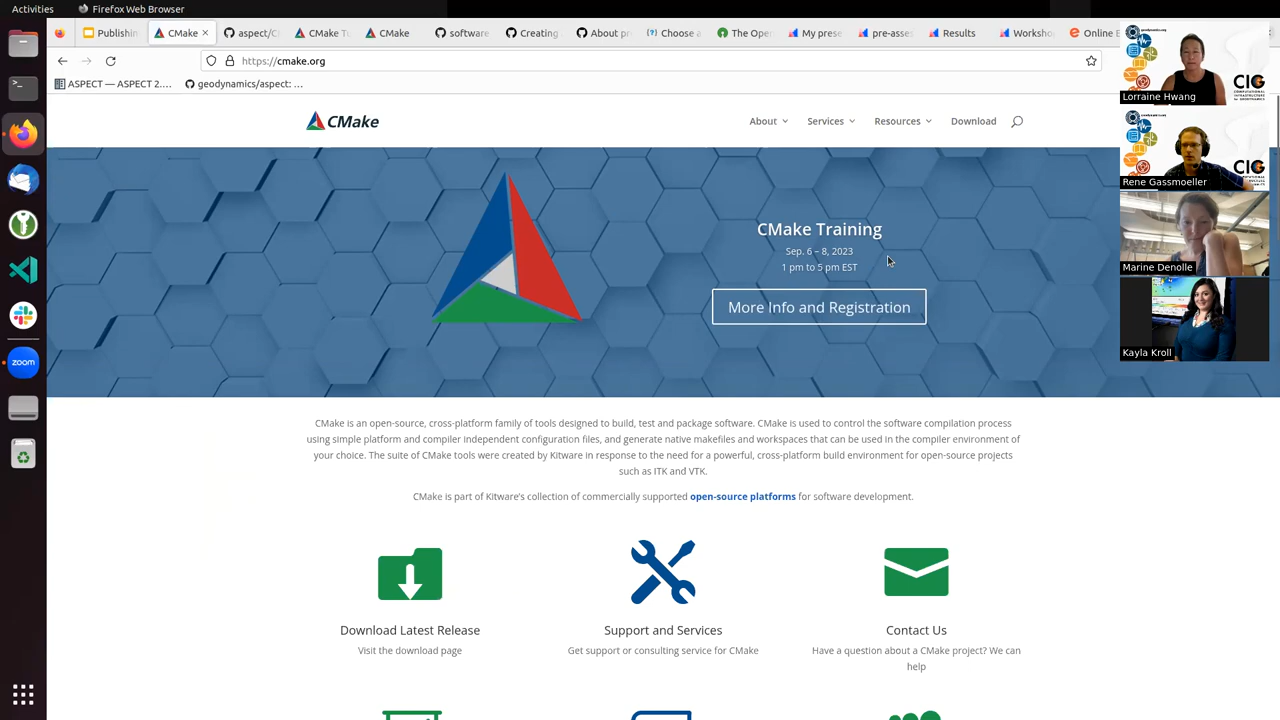 Activities
Firefox Web Browser
Publishin
CMake
aspect/C
CMake Tu
CMake
software
Creating
About pr
Choose a
The Open
My prese
pre-asses
Results
Worksho
Online E
https://cmake.org
ASPECT — ASPECT 2....
geodynamics/aspect: ...
CMake
About
Services
Resources
Download
CMake Training
Sep. 6 – 8, 2023
1 pm to 5 pm EST
More Info and Registration
CMake is an open-source, cross-platform family of tools designed to build, test and package software. CMake is used to control the software compilation process
using simple platform and compiler independent configuration files, and generate native makefiles and workspaces that can be used in the compiler environment of
your choice. The suite of CMake tools were created by Kitware in response to the need for a powerful, cross-platform build environment for open-source projects
such as ITK and VTK.
CMake is part of Kitware's collection of commercially supported open-source platforms for software development.
Download Latest Release
Visit the download page
Support and Services
Get support or consulting service for CMake
Contact Us
Have a question about a CMake project? We can
help
zoom
CIG
Lorraine Hwang
CIG
Rene Gassmoeller
Marine Denolle
Kayla Kroll